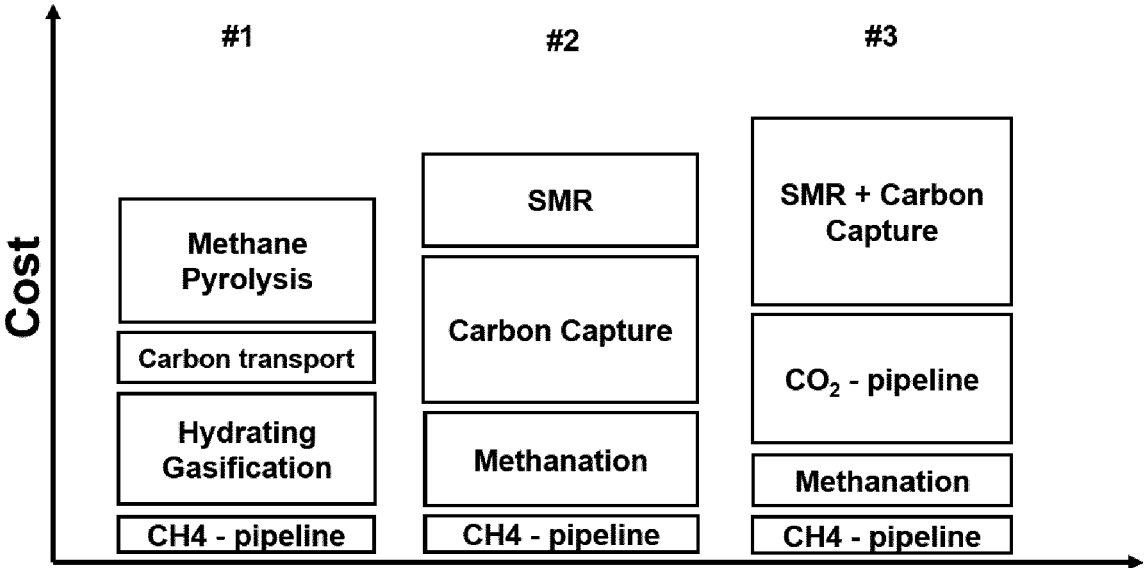 #1
#2
#3
Cost
Methane
Pyrolysis
Carbon transport
Hydrating
Gasification
CH4 - pipeline
SMR
Carbon Capture
Methanation
CH4 - pipeline
SMR + Carbon
Capture
CO₂ - pipeline
Methanation
CH4 - pipeline